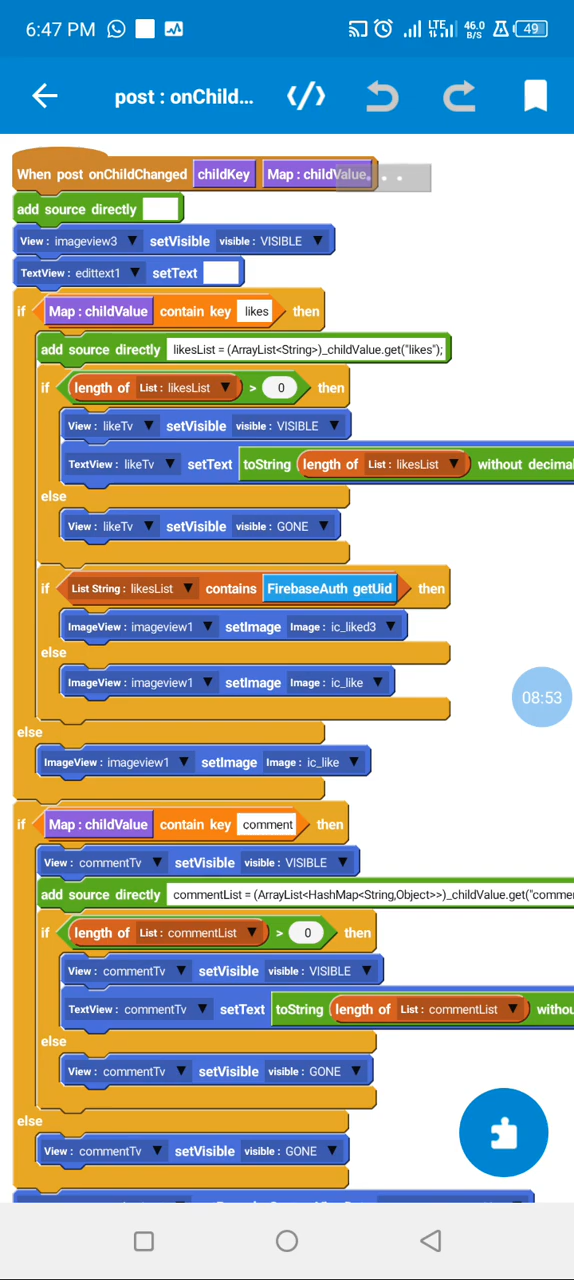 6:47 PM LTE 46.0 B/S 49
post : onChild...
When post onChildChanged childKey Map : childValue
add source directly
View : imageview3 setVisible visible : VISIBLE
TextView : edittext1 setText
if Map : childValue contain key likes then
add source directly likesList = (ArrayList<String>)_childValue.get("likes");
if length of List : likesList > 0 then
View : likeTv setVisible visible : VISIBLE
TextView : likeTv setText toString length of List : likesList without decima
else
View : likeTv setVisible visible : GONE
if List String : likesList contains FirebaseAuth getUid then
ImageView : imageview1 setImage Image : ic_liked3
else
ImageView : imageview1 setImage Image : ic_like
08:53
else
ImageView : imageview1 setImage Image : ic_like
if Map : childValue contain key comment then
View : commentTv setVisible visible : VISIBLE
add source directly commentList = (ArrayList<HashMap<String,Object>>)_childValue.get("comme
if length of List : commentList > 0 then
View : commentTv setVisible visible : VISIBLE
TextView : commentTv setText toString length of List : commentList withou
else
View : commentTv setVisible visible : GONE
else
View : commentTv setVisible visible : GONE